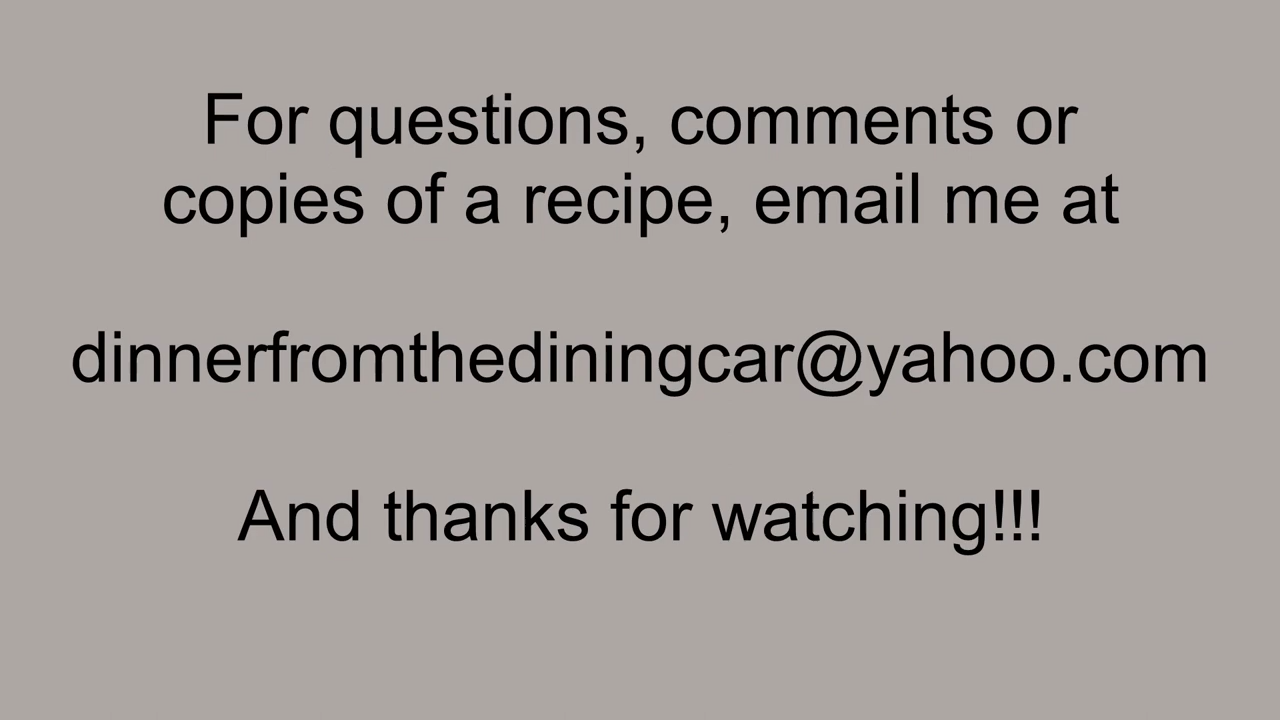 For questions, comments or
copies of a recipe, email me at
dinnerfromthediningcar@yahoo.com
And thanks for watching!!!